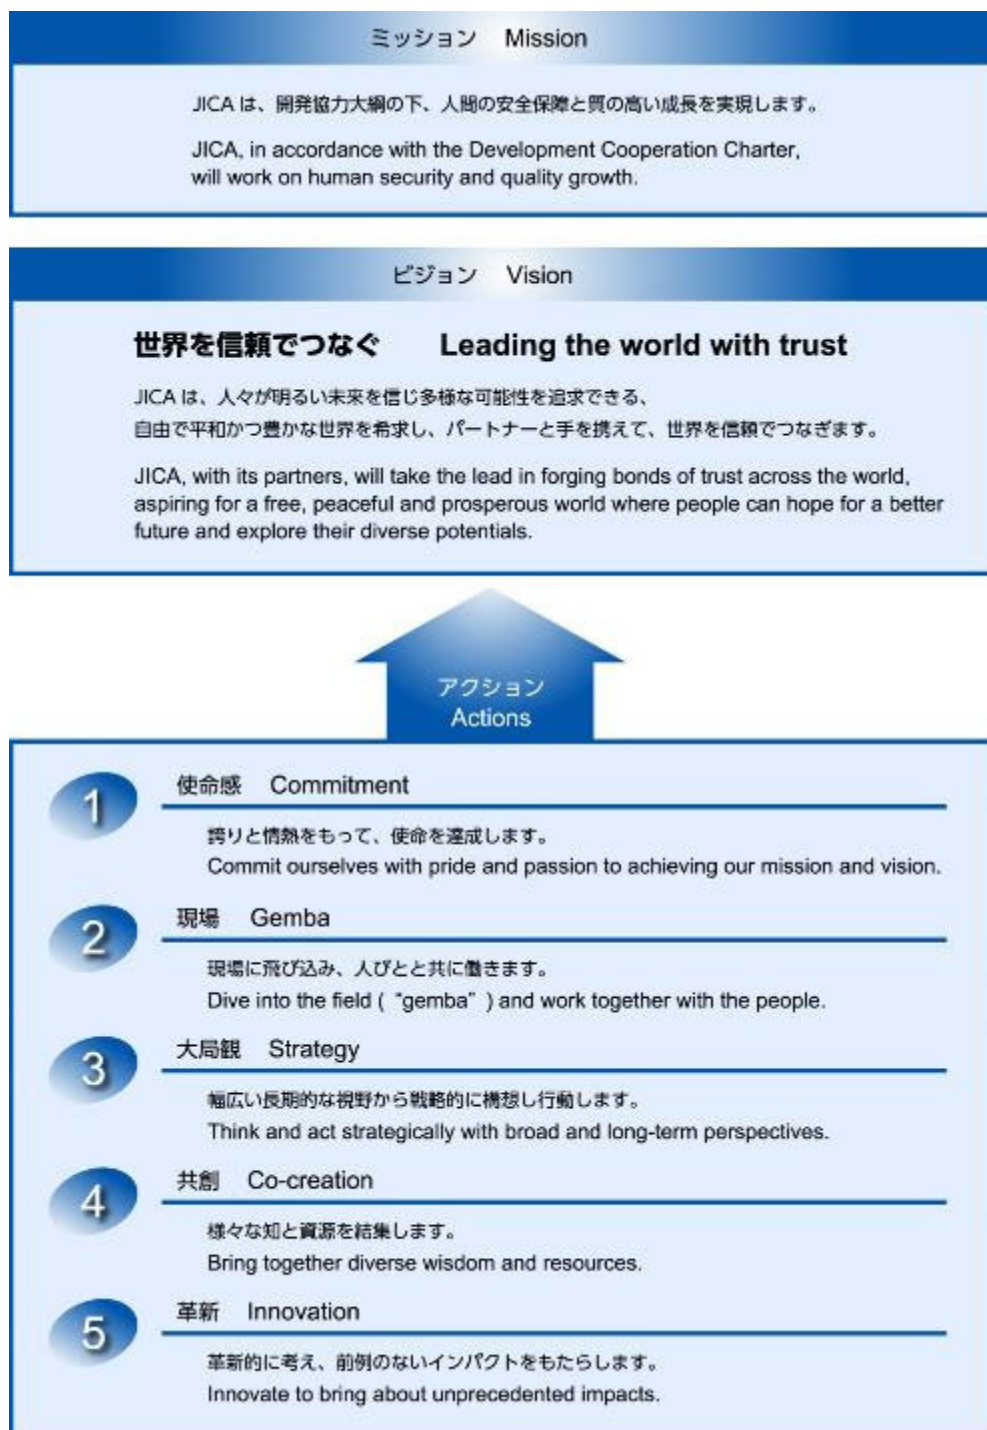 ミッション Mission
JICA は、開発協力大綱の下、人間の安全保障と質の高い成長を実現します。
JICA, in accordance with the Development Cooperation Charter,
will work on human security and quality growth.
ビジョン Vision
世界を信頼でつなぐ Leading the world with trust
JICA は、人々が明るい未来を信じ多様な可能性を追求できる、
自由で平和かつ豊かな世界を希求し、パートナーと手を携えて、世界を信頼でつなぎます。
JICA, with its partners, will take the lead in forging bonds of trust across the world,
aspiring for a free, peaceful and prosperous world where people can hope for a better
future and explore their diverse potentials.
アクション
Actions
1 使命感 Commitment
誇りと情熱をもって、使命を達成します。
Commit ourselves with pride and passion to achieving our mission and vision.
2 現場 Gemba
現場に飛び込み、人びとと共に働きます。
Dive into the field ( “gemba” ) and work together with the people.
3 大局観 Strategy
幅広い長期的な視野から戦略的に構想し行動します。
Think and act strategically with broad and long-term perspectives.
4 共創 Co-creation
様々な知と資源を結集します。
Bring together diverse wisdom and resources.
5 革新 Innovation
革新的に考え、前例のないインパクトをもたらします。
Innovate to bring about unprecedented impacts.